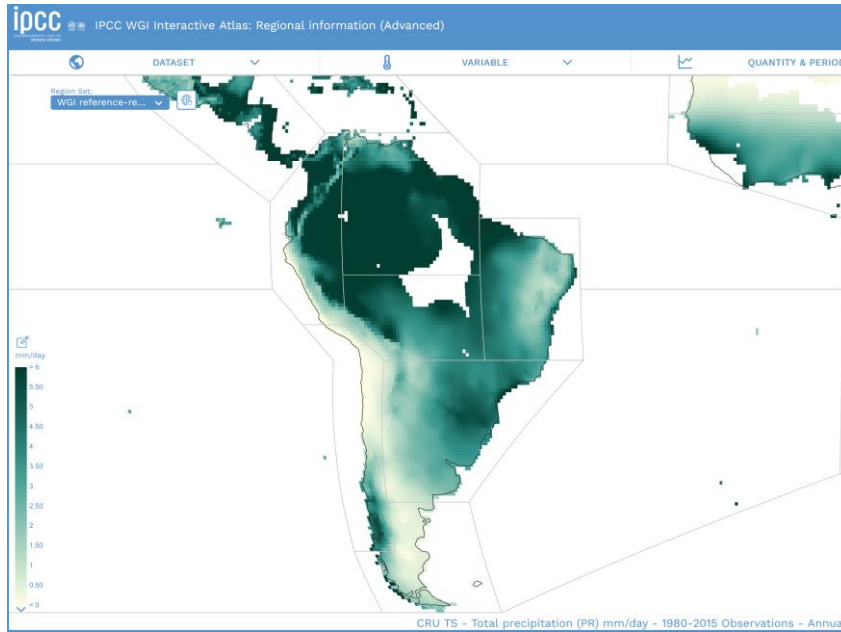 ipcc
IPCC WGI Interactive Atlas: Regional information (Advanced)
DATASET
VARIABLE
QUANTITY & PERIOD
Region Set:
WGI reference-re...
mm/day
> 6
5.50
5
4.50
4
3.50
3
2.50
2
1.50
1
0.50
< 0
CRU TS - Total precipitation (PR) mm/day - 1980-2015 Observations - Annua